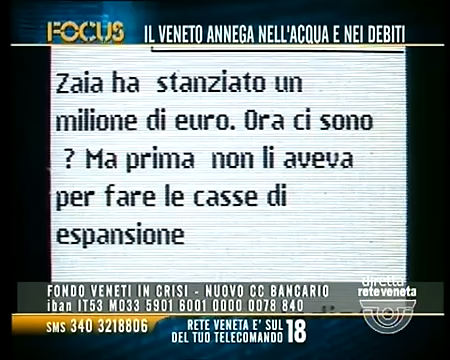 FOCUS
IL VENETO ANNEGA NELL'ACQUA E NEI DEBITI
Zaia ha stanziato un
milione di euro. Ora ci sono
? Ma prima non li aveva
per fare le casse di
espansione
diretta
reteveneta
FONDO VENETI IN CRISI - NUOVO CC BANCARIO
iban IT53 M033 5901 6001 0000 0078 840
SMS 340 3218806
RETE VENETA E' SUL
DEL TUO TELECOMANDO 18